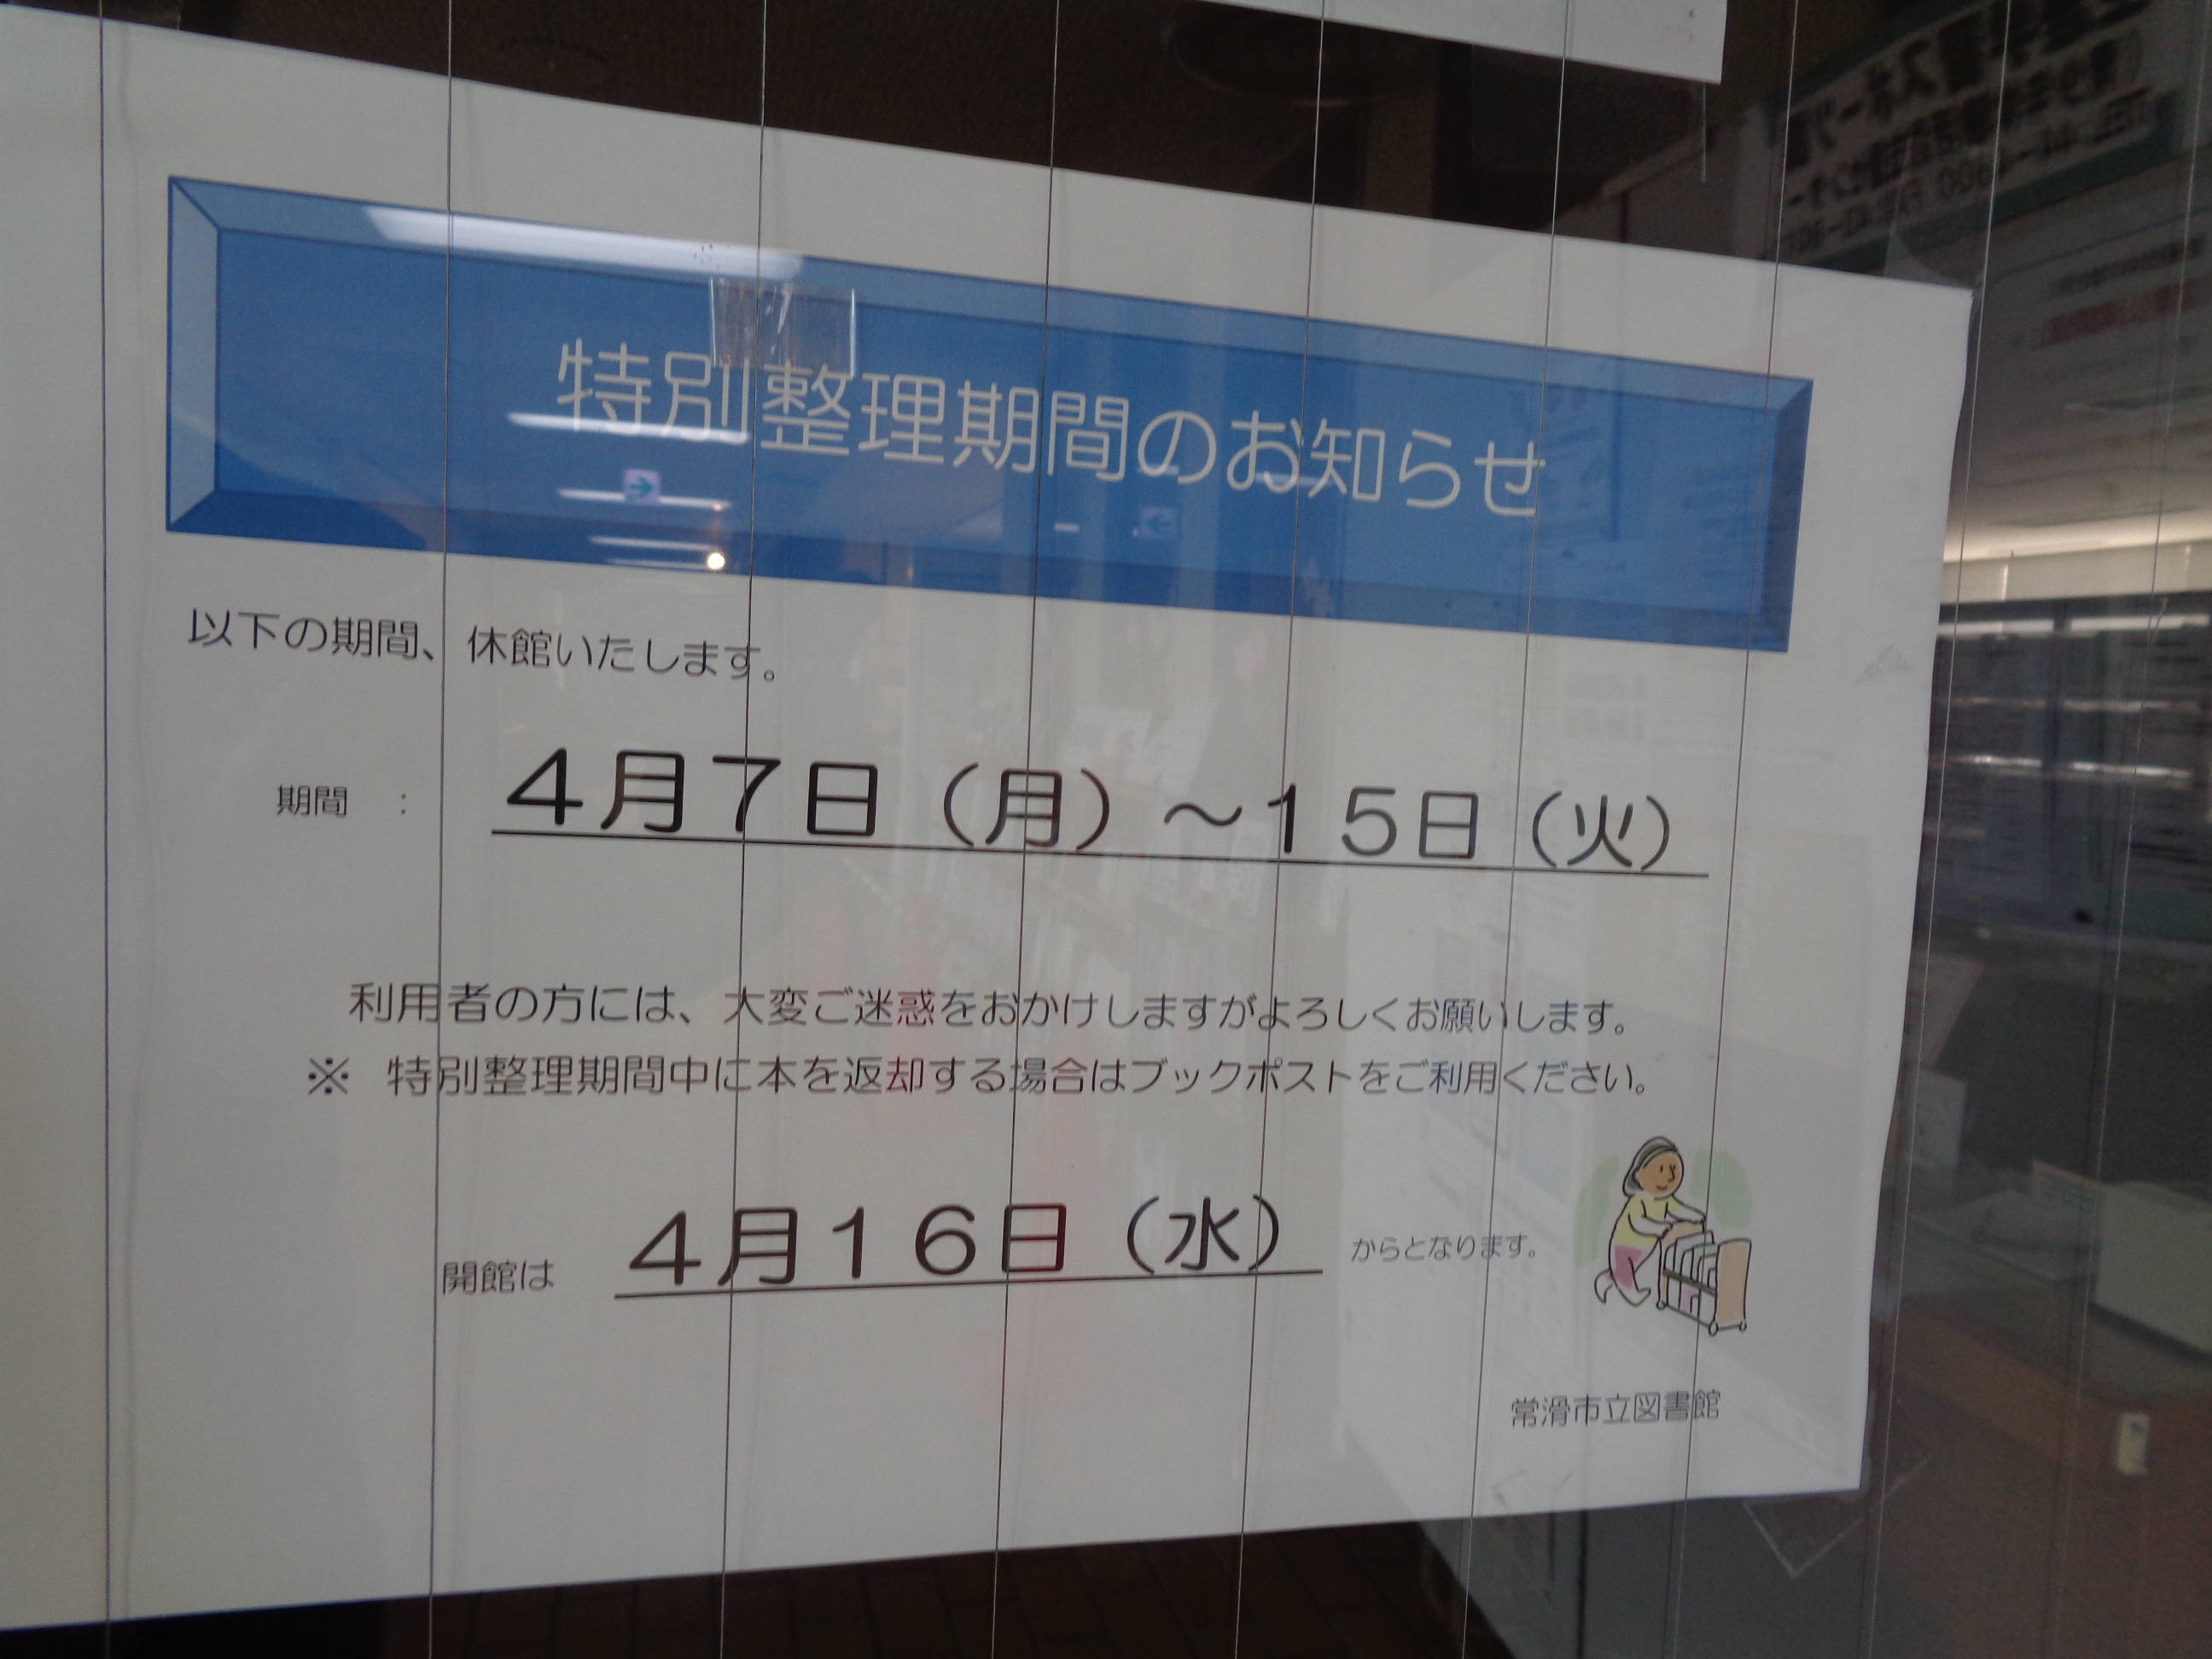 特別整理期間のお知らせ
以下の期間、休館いたします。
期間 : 4月7日（月）～15日（火）
利用者の方には、大変ご迷惑をおかけしますがよろしくお願いします。
※ 特別整理期間中に本を返却する場合はブックポストをご利用ください。
開館は 4月16日（水） からとなります。
常滑市立図書館